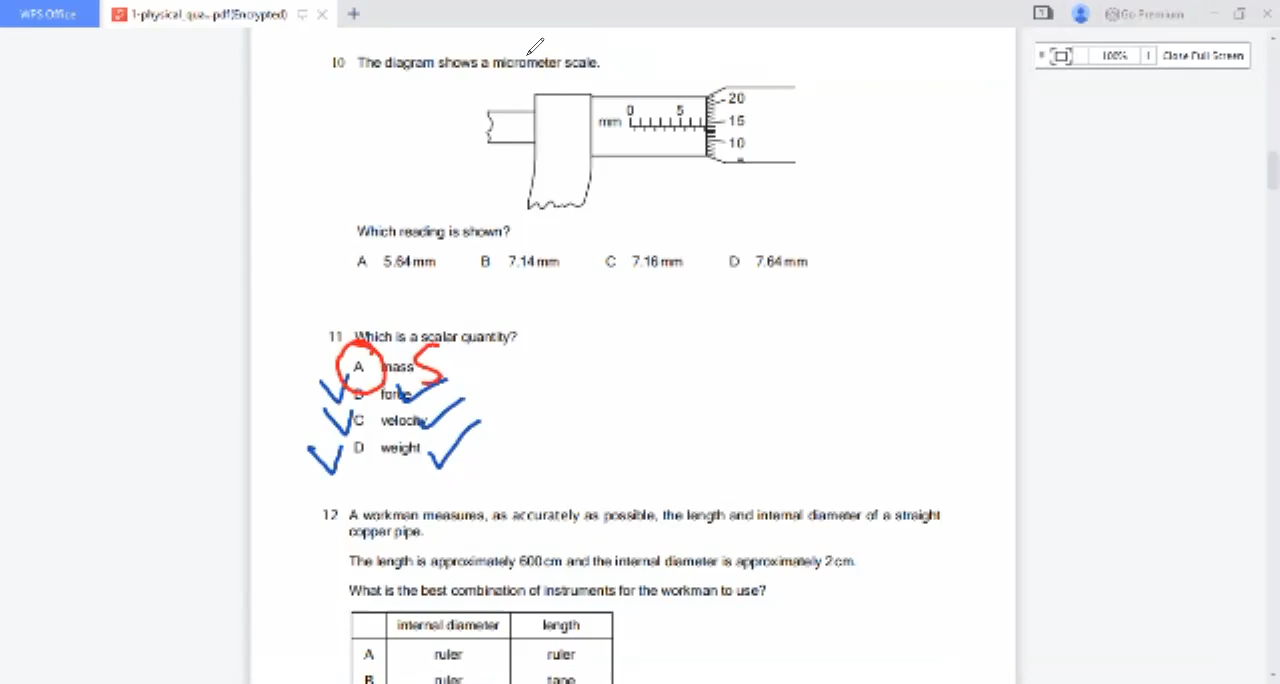 WPS Office
1-physical_qua...pdf(Encrypted)
Go Premium
100%
Close Full Screen
10 The diagram shows a micrometer scale.
mm
0 5
20
15
10
Which reading is shown?
A 5.64 mm B 7.14 mm C 7.16 mm D 7.64 mm
11 Which is a scalar quantity?
A mass S
B force
C velocity
D weight
12 A workman measures, as accurately as possible, the length and internal diameter of a straight
copper pipe.
The length is approximately 600 cm and the internal diameter is approximately 2 cm.
What is the best combination of instruments for the workman to use?
internal diameter length
A ruler ruler
B ruler tape